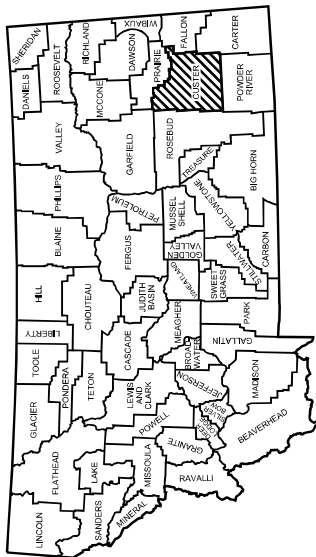 LINCOLN
FLATHEAD
SANDERS
LAKE
MINERAL
GLACIER
PONDERA
TETON
MISSOULA
POWELL
LEWIS
AND
CLARK
RAVALLI
GRANITE
TOOLE
LIBERTY
CASCADE
HILL
CHOUTEAU
JUDITH
BASIN
MEAGHER
BROAD
WATER
JEFFERSON
SILVER
BOW
BEAVERHEAD
MADISON
GALLATIN
BLAINE
FERGUS
WHEATLAND
SWEET
GRASS
PARK
PHILLIPS
PETROLEUM
GOLDEN
VALLEY
MUSSEL
SHELL
STILLWATER
CARBON
VALLEY
GARFIELD
YELLOWSTONE
TREASURE
BIG HORN
DANIELS
ROOSEVELT
MCCONE
ROSEBUD
SHERIDAN
RICHLAND
DAWSON
PRAIRIE
CUSTER
POWDER
RIVER
WIBAUX
FALLON
CARTER